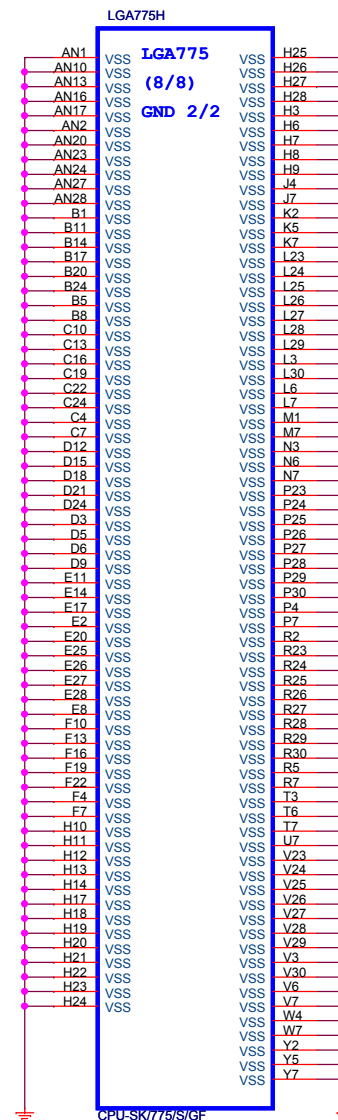 LGA775H
LGA775
(8/8)
GND 2/2
AN1 VSS VSS H25
AN10 VSS VSS H26
AN13 VSS VSS H27
AN16 VSS VSS H28
AN17 VSS VSS H3
AN2 VSS VSS H6
AN20 VSS VSS H7
AN23 VSS VSS H8
AN24 VSS VSS H9
AN27 VSS VSS J4
AN28 VSS VSS J7
B1 VSS VSS K2
B11 VSS VSS K5
B14 VSS VSS K7
B17 VSS VSS L23
B20 VSS VSS L24
B24 VSS VSS L25
B5 VSS VSS L26
B8 VSS VSS L27
C10 VSS VSS L28
C13 VSS VSS L29
C16 VSS VSS L3
C19 VSS VSS L30
C22 VSS VSS L6
C24 VSS VSS L7
C4 VSS VSS M1
C7 VSS VSS M7
D12 VSS VSS N3
D15 VSS VSS N6
D18 VSS VSS N7
D21 VSS VSS P23
D24 VSS VSS P24
D3 VSS VSS P25
D5 VSS VSS P26
D6 VSS VSS P27
D9 VSS VSS P28
E11 VSS VSS P29
E14 VSS VSS P30
E17 VSS VSS P4
E2 VSS VSS P7
E20 VSS VSS R2
E25 VSS VSS R23
E26 VSS VSS R24
E27 VSS VSS R25
E28 VSS VSS R26
E8 VSS VSS R27
F10 VSS VSS R28
F13 VSS VSS R29
F16 VSS VSS R30
F19 VSS VSS R5
F22 VSS VSS R7
F4 VSS VSS T3
F7 VSS VSS T6
H10 VSS VSS T7
H11 VSS VSS U7
H12 VSS VSS V23
H13 VSS VSS V24
H14 VSS VSS V25
H17 VSS VSS V26
H18 VSS VSS V27
H19 VSS VSS V28
H20 VSS VSS V29
H21 VSS VSS V3
H22 VSS VSS V30
H23 VSS VSS V6
H24 VSS VSS V7
VSS W4
VSS W7
VSS Y2
VSS Y5
VSS Y7
CPU-SK/775/S/GF